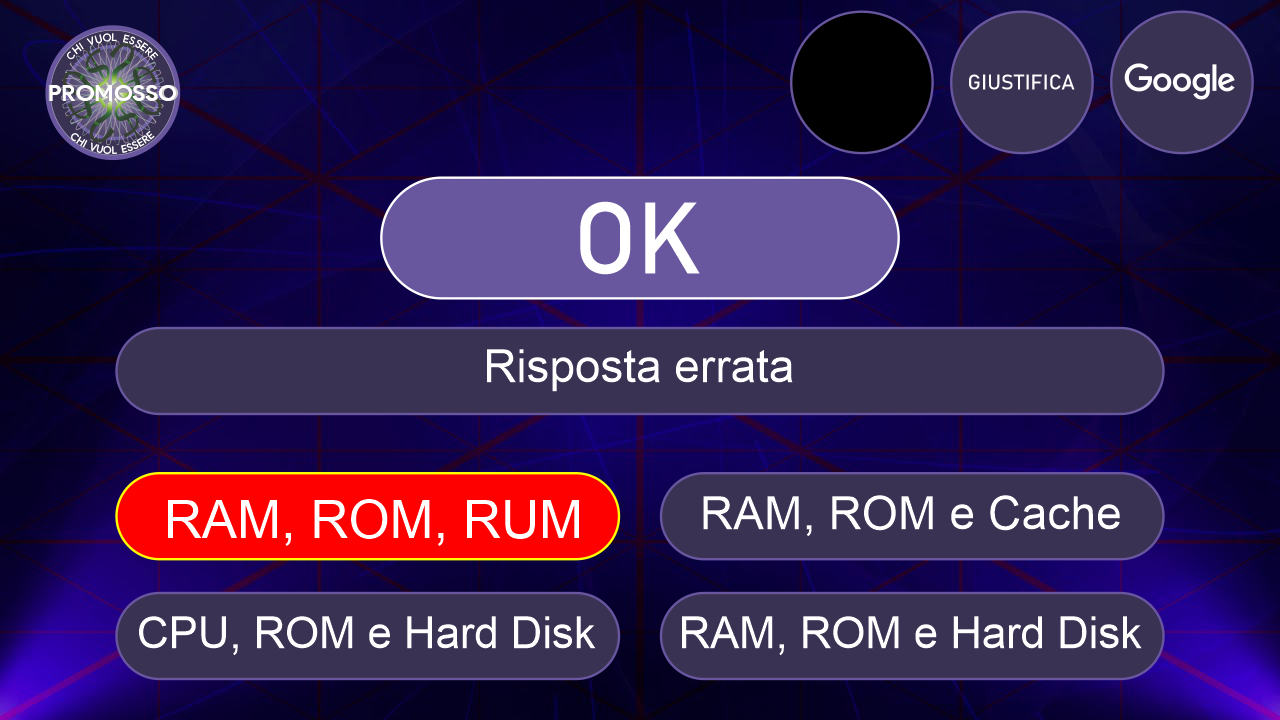 CHI VUOL ESSERE
PROMOSSO
CHI VUOL ESSERE
GIUSTIFICA
Google
OK
Risposta errata
RAM, ROM, RUM
RAM, ROM e Cache
CPU, ROM e Hard Disk
RAM, ROM e Hard Disk